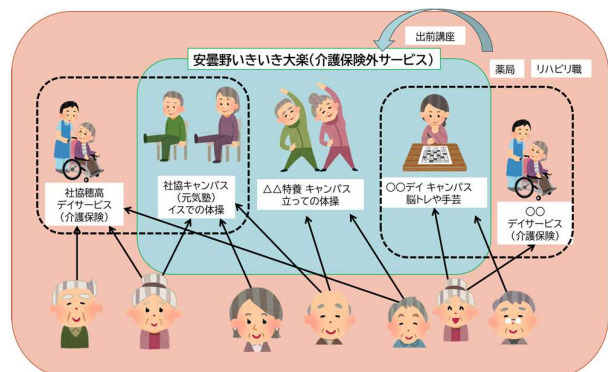 出前講座
安曇野いきいき大楽(介護保険外サービス)
薬局
リハビリ職
社協穂高
デイサービス
(介護保険)
社協キャンパス
(元気塾)
イスでの体操
△△特養 キャンパス
立っての体操
〇〇デイ キャンパス
脳トレや手芸
〇〇
デイサービス
(介護保険)